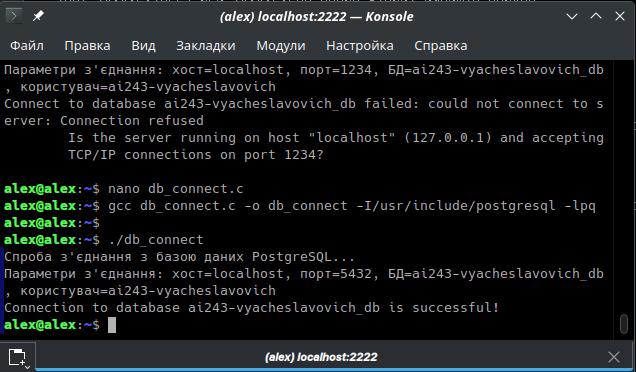 (alex) localhost:2222 — Konsole
Файл Правка Вид Закладки Модулі Настройка Справка
Параметри з'єднання: хост=localhost, порт=1234, БД=ai243-vyacheslavovich_db
, користувач=ai243-vyacheslavovich
Connect to database ai243-vyacheslavovich_db failed: could not connect to s
erver: Connection refused
Is the server running on host "localhost" (127.0.0.1) and accepting
TCP/IP connections on port 1234?
alex@alex:~$ nano db_connect.c
alex@alex:~$ gcc db_connect.c -o db_connect -I/usr/include/postgresql -lpq
alex@alex:~$
alex@alex:~$ ./db_connect
Спроба з'єднання з базою даних PostgreSQL...
Параметри з'єднання: хост=localhost, порт=5432, БД=ai243-vyacheslavovich_db
, користувач=ai243-vyacheslavovich
Connection to database ai243-vyacheslavovich_db is successful!
alex@alex:~$
(alex) localhost:2222